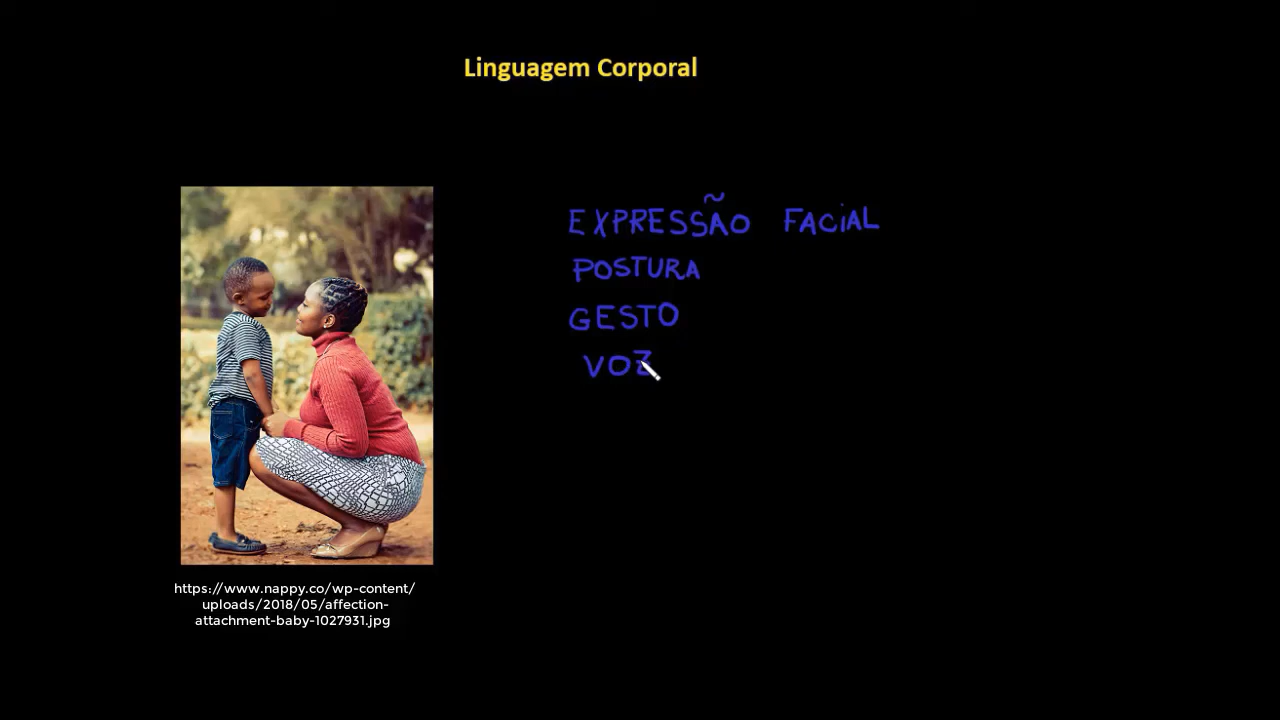 Linguagem Corporal
EXPRESSÃO FACIAL
POSTURA
GESTO
VOZ
https://www.nappy.co/wp-content/
uploads/2018/05/affection-
attachment-baby-1027931.jpg